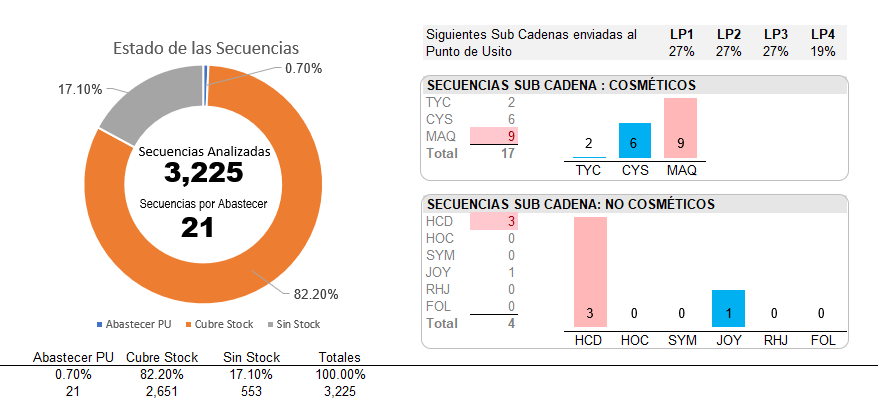 Estado de las Secuencias
0.70%
17.10%
Secuencias Analizadas
3,225
Secuencias por Abastecer
21
82.20%
Abastecer PU Cubre Stock Sin Stock
Abastecer PU Cubre Stock Sin Stock Totales
0.70% 82.20% 17.10% 100.00%
21 2,651 553 3,225
Siguientes Sub Cadenas enviadas al LP1 LP2 LP3 LP4
Punto de Usito 27% 27% 27% 19%
SECUENCIAS SUB CADENA : COSMÉTICOS
TYC 2
CYS 6
MAQ 9
Total 17
2 6 9
TYC CYS MAQ
SECUENCIAS SUB CADENA: NO COSMÉTICOS
HCD 3
HOC 0
SYM 0
JOY 1
RHJ 0
FOL 0
Total 4
3 0 0 1 0 0
HCD HOC SYM JOY RHJ FOL